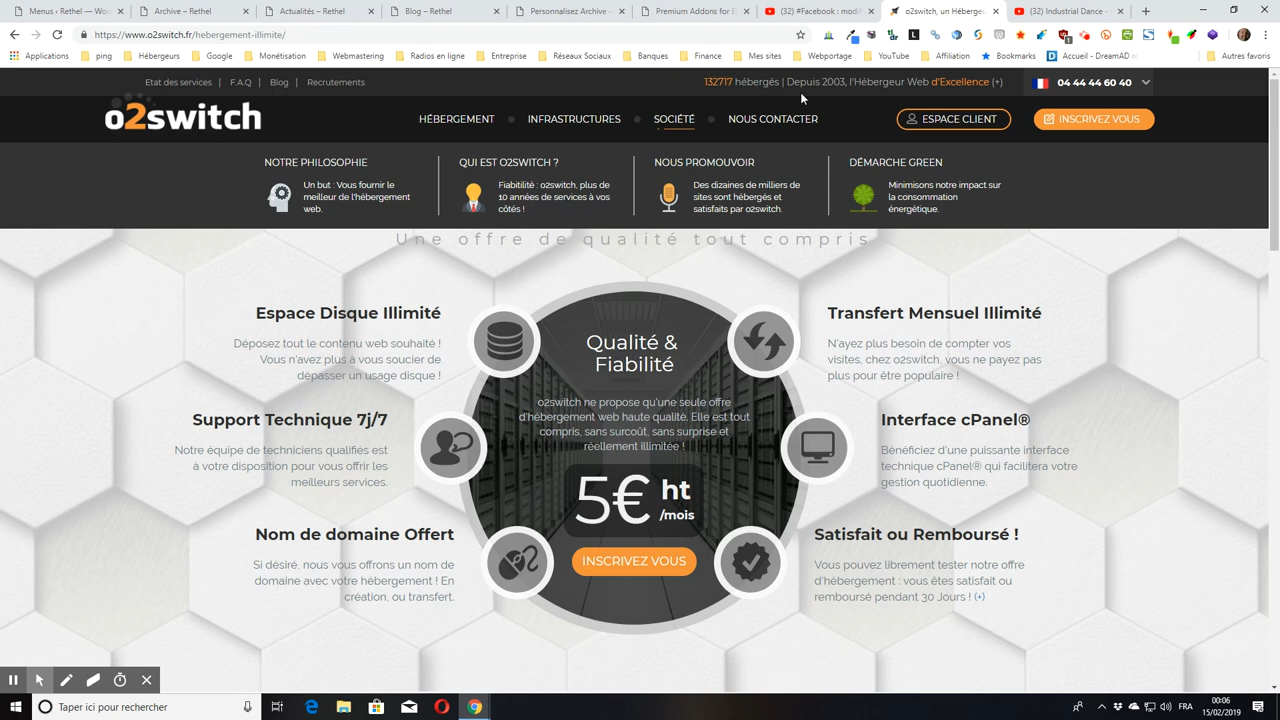 Menus ‹ Rethel — Wor
Archive – Rethel
Actualités – Rethel
Blog – Rethel
Personnalisez Archive –
Premium Addons for E
(32) #Facebook : modif
o2switch, un Héberge
(32) Industrial Dance -
https://www.o2switch.fr/hebergement-illimite/
Applications
ping
Hébergeurs
Google
Monétisations
Webmastering
Radios en ligne
Entreprise
Réseaux Sociaux
Banques
Finance
Mes sites
Webportage
YouTube
Affiliation
Bookmarks
Accueil – DreamAD
Autres favoris
Etat des services | F.A.Q | Blog | Recrutements
132717 hébergés | Depuis 2003, l'Hébergeur Web d'Excellence (+)
04 44 44 60 40
o2switch
HÉBERGEMENT
INFRASTRUCTURES
SOCIÉTÉ
NOUS CONTACTER
ESPACE CLIENT
INSCRIVEZ VOUS
NOTRE PHILOSOPHIE
Un but : Vous fournir le
meilleur de l'hébergement
web.
QUI EST O2SWITCH ?
Fiabilitité : o2switch, plus de
10 années de services à vos
côtés !
NOUS PROMOUVOIR
Des dizaines de milliers de
sites sont hébergés et
satisfaits par o2switch.
DÉMARCHE GREEN
Minimisons notre impact sur
la consommation
énergétique.
Une offre de qualité tout compris
Espace Disque Illimité
Déposez tout le contenu web souhaité !
Vous n'avez plus à vous soucier de
dépasser un usage disque !
Support Technique 7j/7
Notre équipe de techniciens qualifiés est
à votre disposition pour vous offrir les
meilleurs services.
Nom de domaine Offert
Si désiré, nous vous offrons un nom de
domaine avec votre hébergement ! En
création, ou transfert.
Qualité &
Fiabilité
o2switch ne propose qu'une seule offre
d'hébergement web haute qualité. Elle est tout
compris, sans surcoût, sans surprise et
réellement illimitée !
5€ ht
/mois
INSCRIVEZ VOUS
Transfert Mensuel Illimité
N'ayez plus besoin de compter vos
visites, chez o2switch, vous ne payez pas
plus pour être populaire !
Interface cPanel®
Bénéficiez d'une puissante interface
technique cPanel® qui facilitera votre
gestion quotidienne.
Satisfait ou Remboursé !
Vous pouvez librement tester notre offre
d'hébergement : vous êtes satisfait ou
remboursé pendant 30 Jours ! (+)
Taper ici pour rechercher
FRA
00:06
15/02/2019